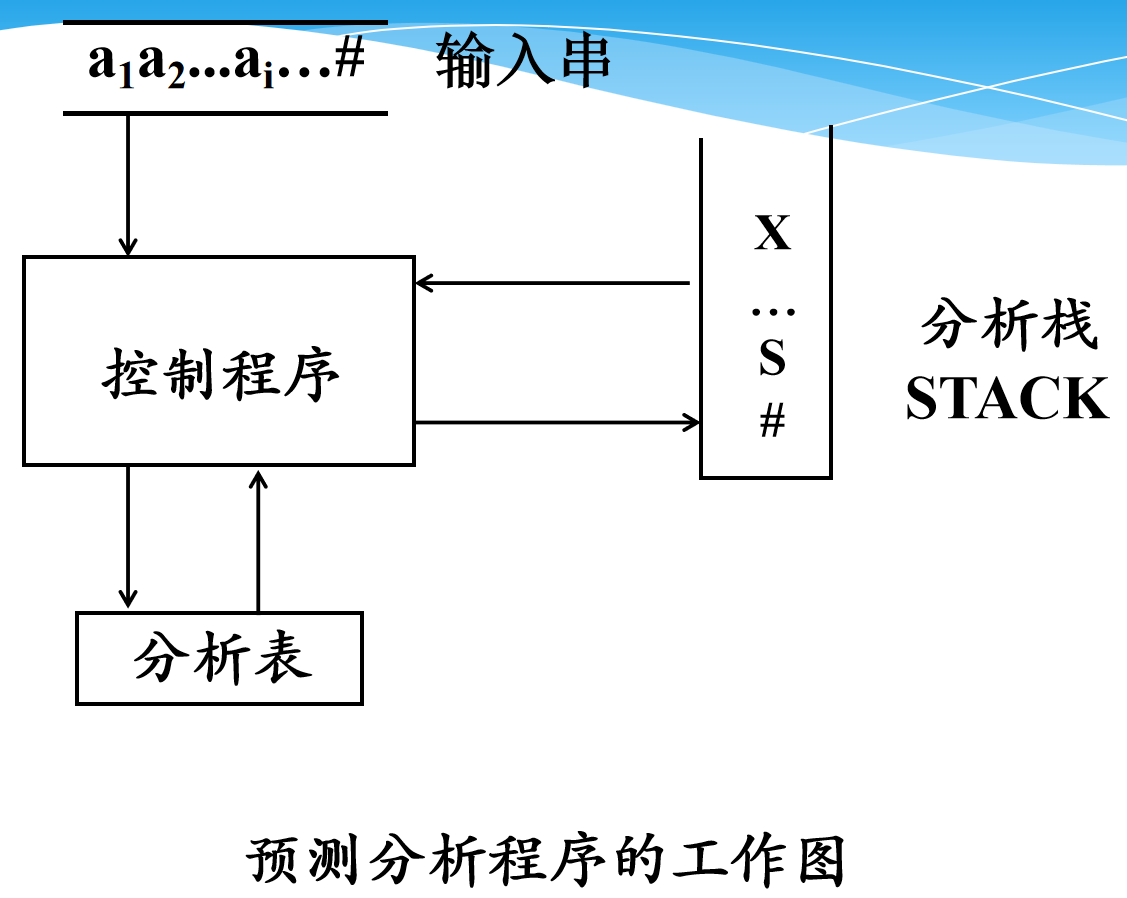 a₁a₂...aᵢ…# 输入串
X
…
S
#
分析栈
STACK
控制程序
分析表
预测分析程序的工作图